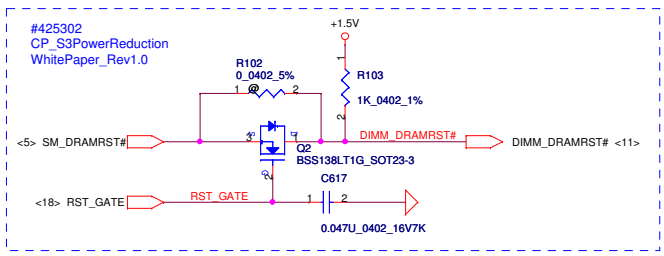 #425302
CP_S3PowerReduction
WhitePaper_Rev1.0
+1.5V
R102
0_0402_5%
@
1 2
1
R103
1K_0402_1%
2
<5> SM_DRAMRST#
3 S
D 1
DIMM_DRAMRST#
DIMM_DRAMRST# <11>
Q2
BSS138LT1G_SOT23-3
G
2
<18> RST_GATE
RST_GATE
C617
1 2
0.047U_0402_16V7K